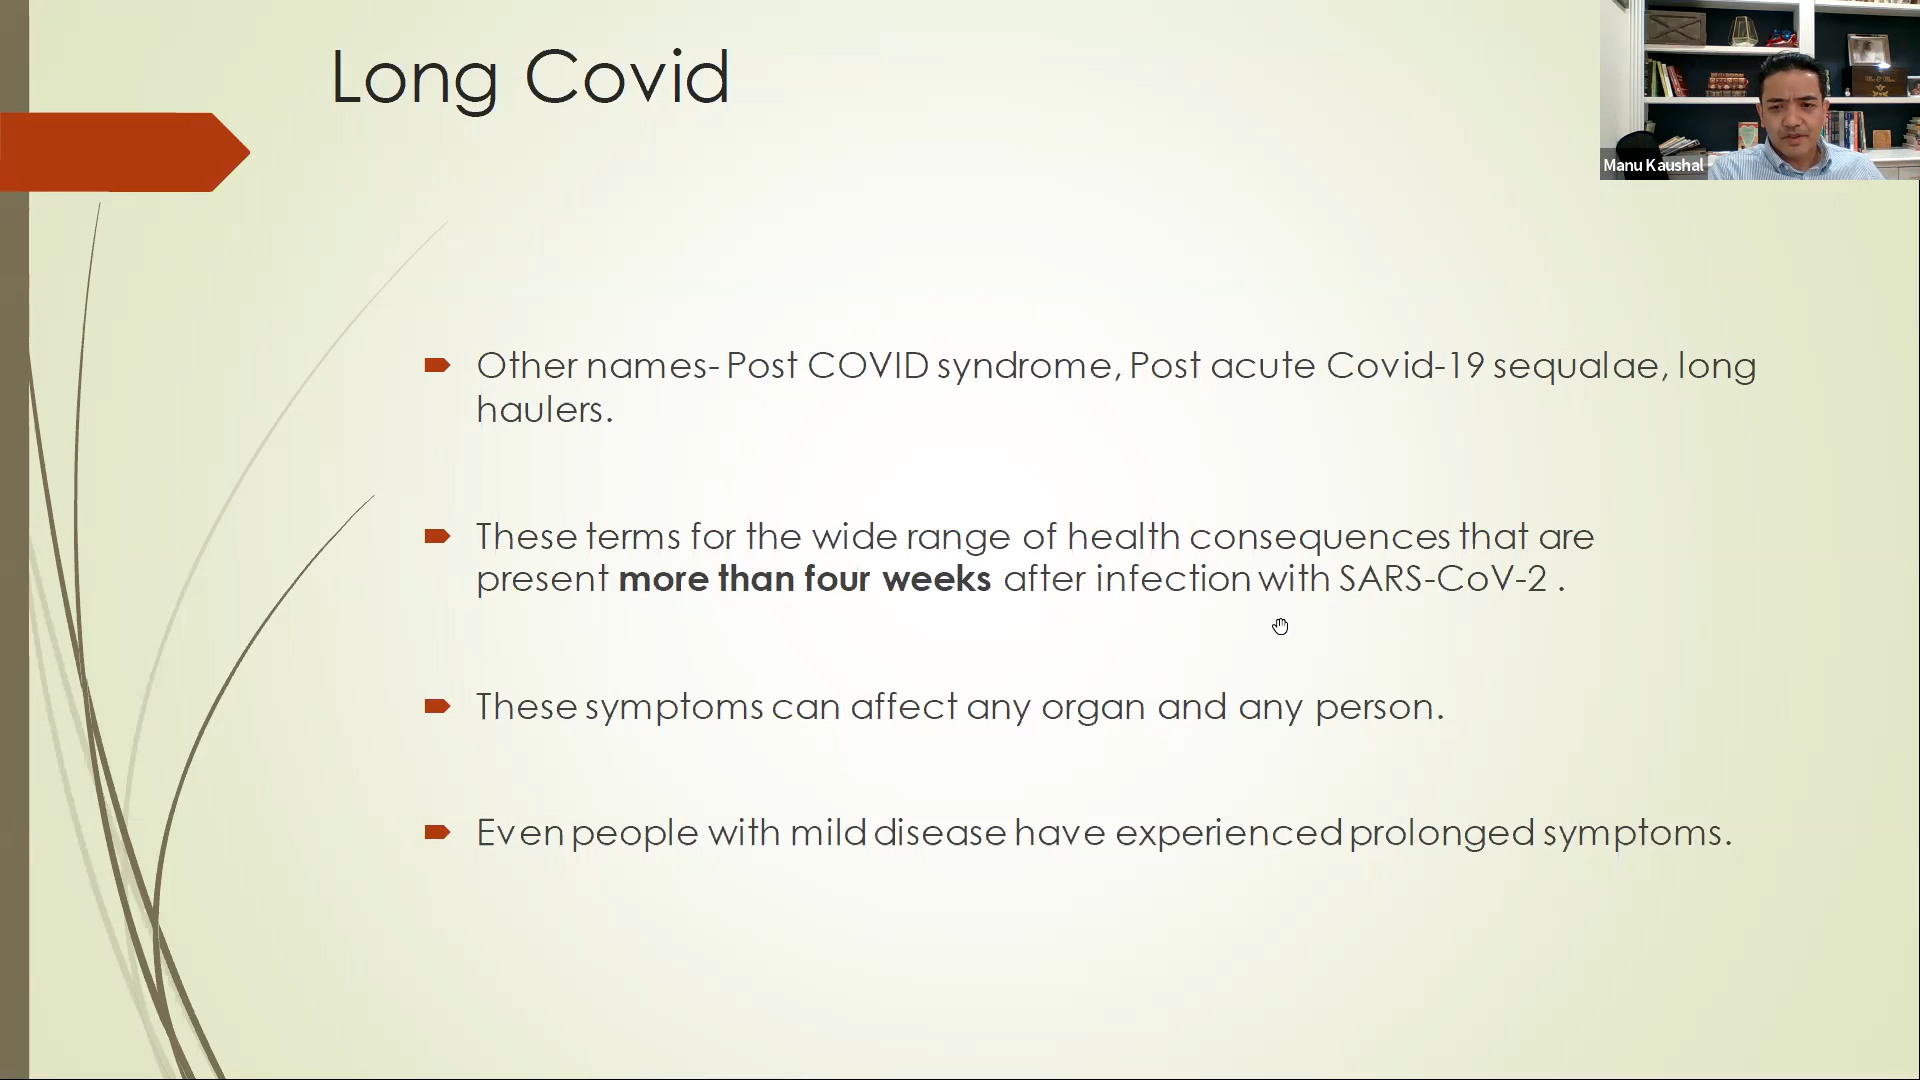 Long Covid
Manu Kaushal
Other names- Post COVID syndrome, Post acute Covid-19 sequalae, long
haulers.
These terms for the wide range of health consequences that are
present more than four weeks after infection with SARS-CoV-2 .
These symptoms can affect any organ and any person.
Even people with mild disease have experienced prolonged symptoms.